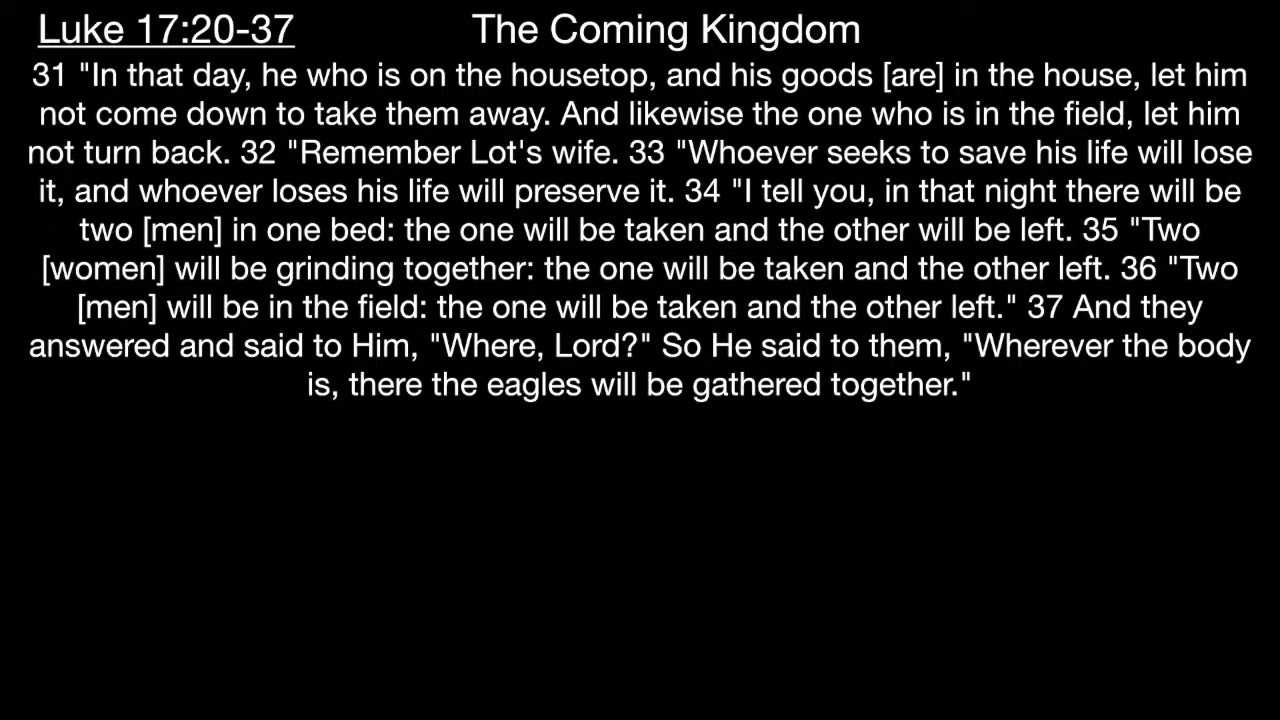 Luke 17:20-37 The Coming Kingdom
31 "In that day, he who is on the housetop, and his goods [are] in the house, let him
not come down to take them away. And likewise the one who is in the field, let him
not turn back. 32 "Remember Lot's wife. 33 "Whoever seeks to save his life will lose
it, and whoever loses his life will preserve it. 34 "I tell you, in that night there will be
two [men] in one bed: the one will be taken and the other will be left. 35 "Two
[women] will be grinding together: the one will be taken and the other left. 36 "Two
[men] will be in the field: the one will be taken and the other left." 37 And they
answered and said to Him, "Where, Lord?" So He said to them, "Wherever the body
is, there the eagles will be gathered together."